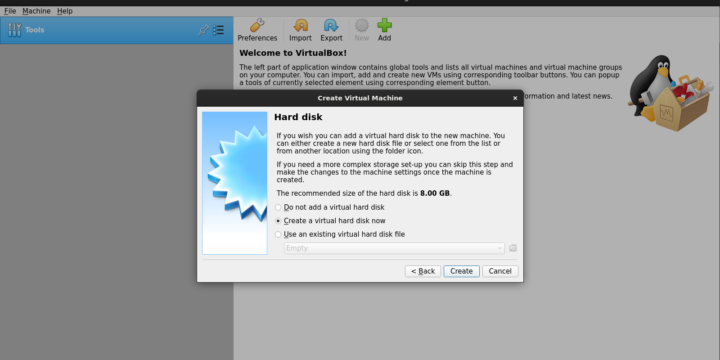 File Machine Help
Tools
Preferences Import Export New Add
Welcome to VirtualBox!
The left part of application window contains global tools and lists all virtual machines and virtual machine groups
on your computer. You can import, add and create new VMs using corresponding toolbar buttons. You can popup
a tools of currently selected element using corresponding element button.
ormation and latest news.
Create Virtual Machine
Hard disk
If you wish you can add a virtual hard disk to the new machine. You
can either create a new hard disk file or select one from the list or
from another location using the folder icon.
If you need a more complex storage set-up you can skip this step and
make the changes to the machine settings once the machine is
created.
The recommended size of the hard disk is 8.00 GB.
Do not add a virtual hard disk
Create a virtual hard disk now
Use an existing virtual hard disk file
Empty
< Back Create Cancel